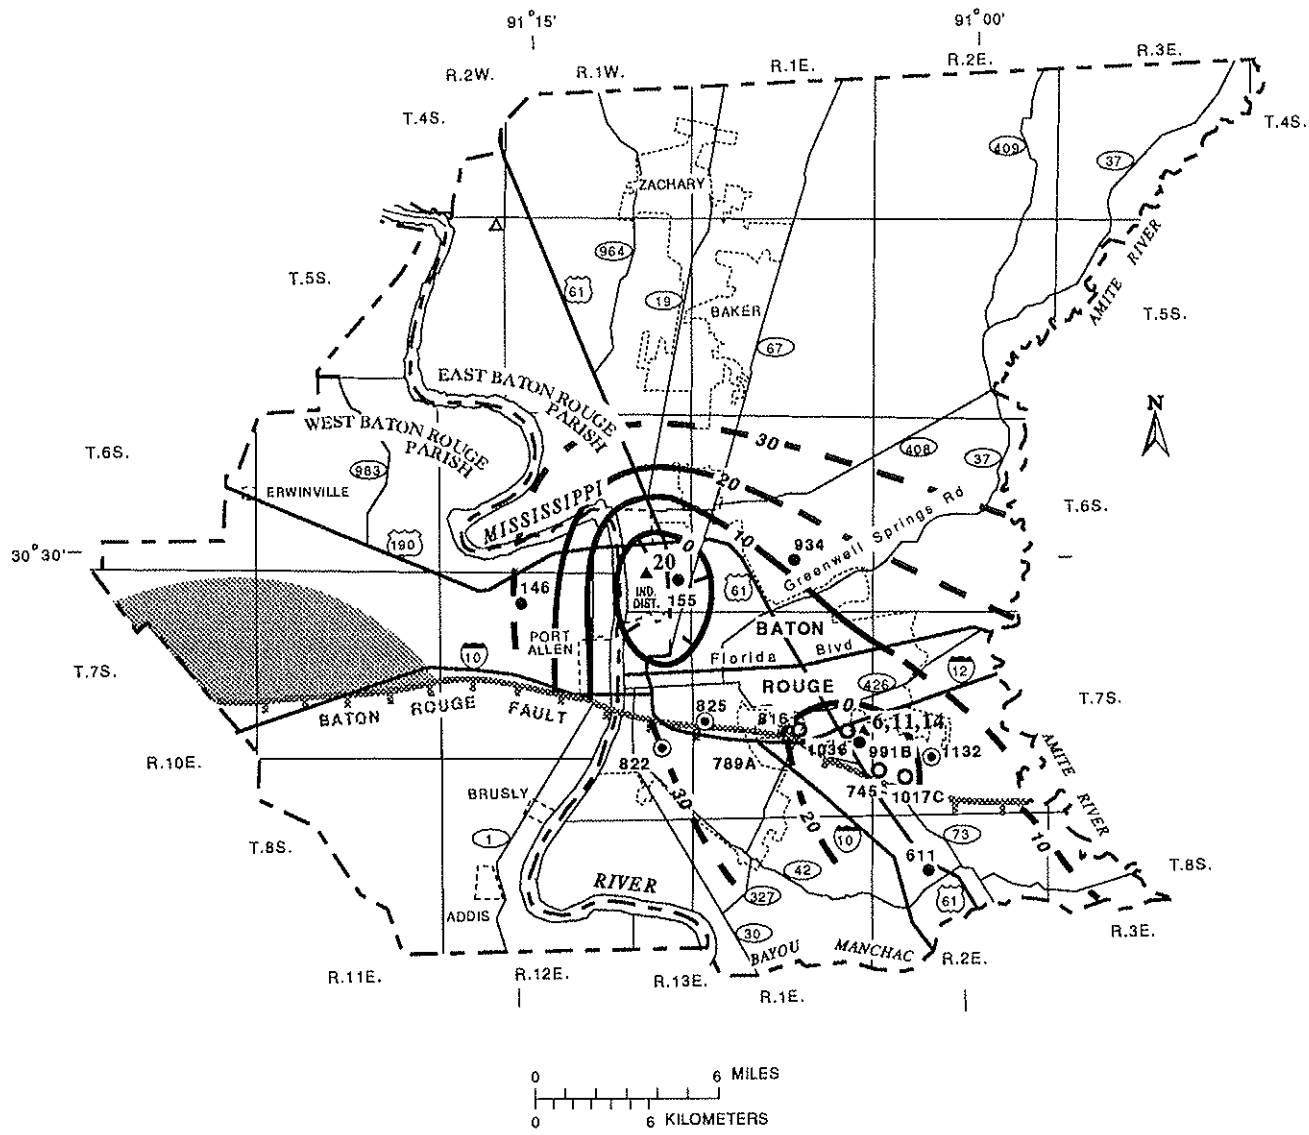 91°15'
91°00'
R.2W.
R.1W.
R.1E.
R.2E.
R.3E.
T.4S.
T.4S.
409
37
ZACHARY
964
61
19
BAKER
67
AMITE RIVER
T.5S.
T.5S.
N
EAST BATON ROUGE
PARISH
WEST BATON ROUGE
PARISH
30
408
37
T.6S.
983
ERWINVILLE
MISSISSIPPI
20
Greenwell Springs Rd
T.6S.
190
10
0
934
30°30'
20
146
IND.
DIST.
155
61
BATON
PORT
ALLEN
Florida Blvd
T.7S.
10
ROUGE
426
12
T.7S.
BATON ROUGE FAULT
825
816
0
6,11,14
1036
991B
1132
822
789A
745
1017C
AMITE RIVER
R.10E.
BRUSLY
30
20
10
10
T.8S.
1
73
611
42
T.8S.
RIVER
327
61
ADDIS
30
BAYOU MANCHAC
R.3E.
R.11E.
R.12E.
R.13E.
R.1E.
R.2E.
0 6 MILES
0 6 KILOMETERS